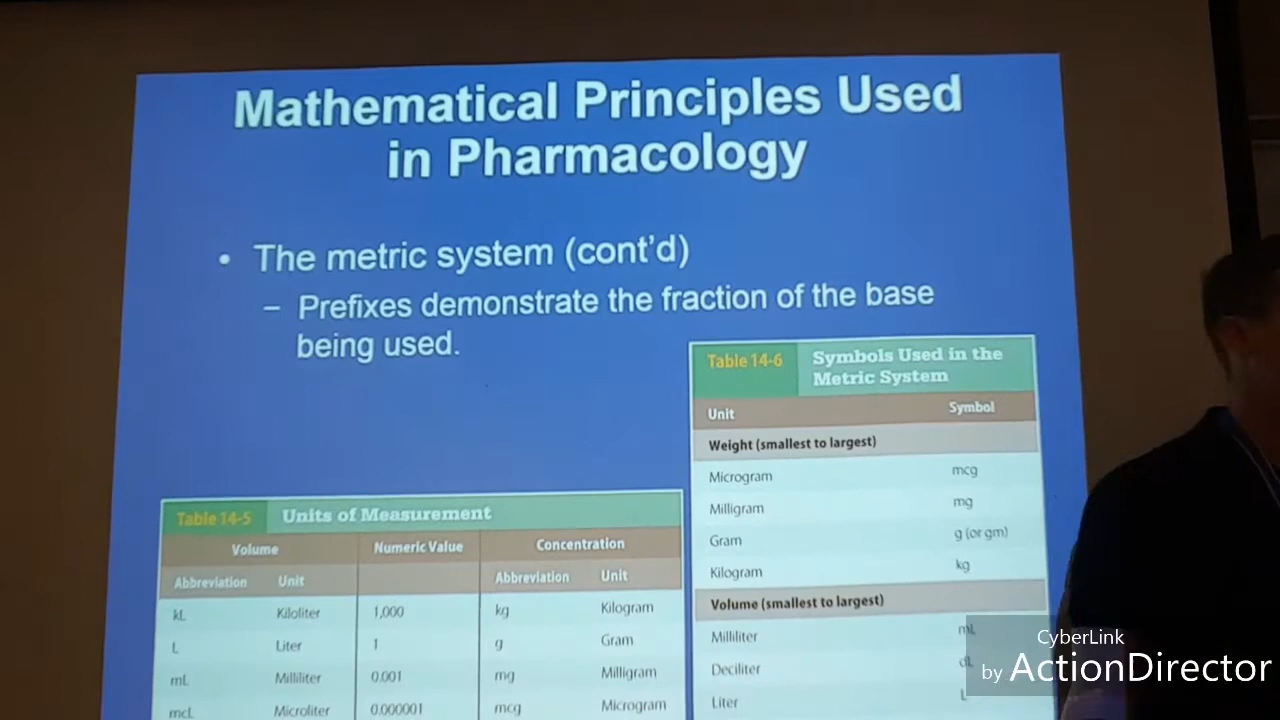 Mathematical Principles Used
in Pharmacology
• The metric system (cont'd)
– Prefixes demonstrate the fraction of the base
being used.
Table 14-5 Units of Measurement
Volume Numeric Value Concentration
Abbreviation Unit Abbreviation Unit
kL Kiloliter 1,000 kg Kilogram
L Liter 1 g Gram
mL Milliliter 0.001 mg Milligram
mcL Microliter 0.000001 mcg Microgram
Table 14-6 Symbols Used in the
Metric System
Unit Symbol
Weight (smallest to largest)
Microgram mcg
Milligram mg
Gram g (or gm)
Kilogram kg
Volume (smallest to largest)
Milliliter mL
Deciliter dL
Liter L
CyberLink
by ActionDirector